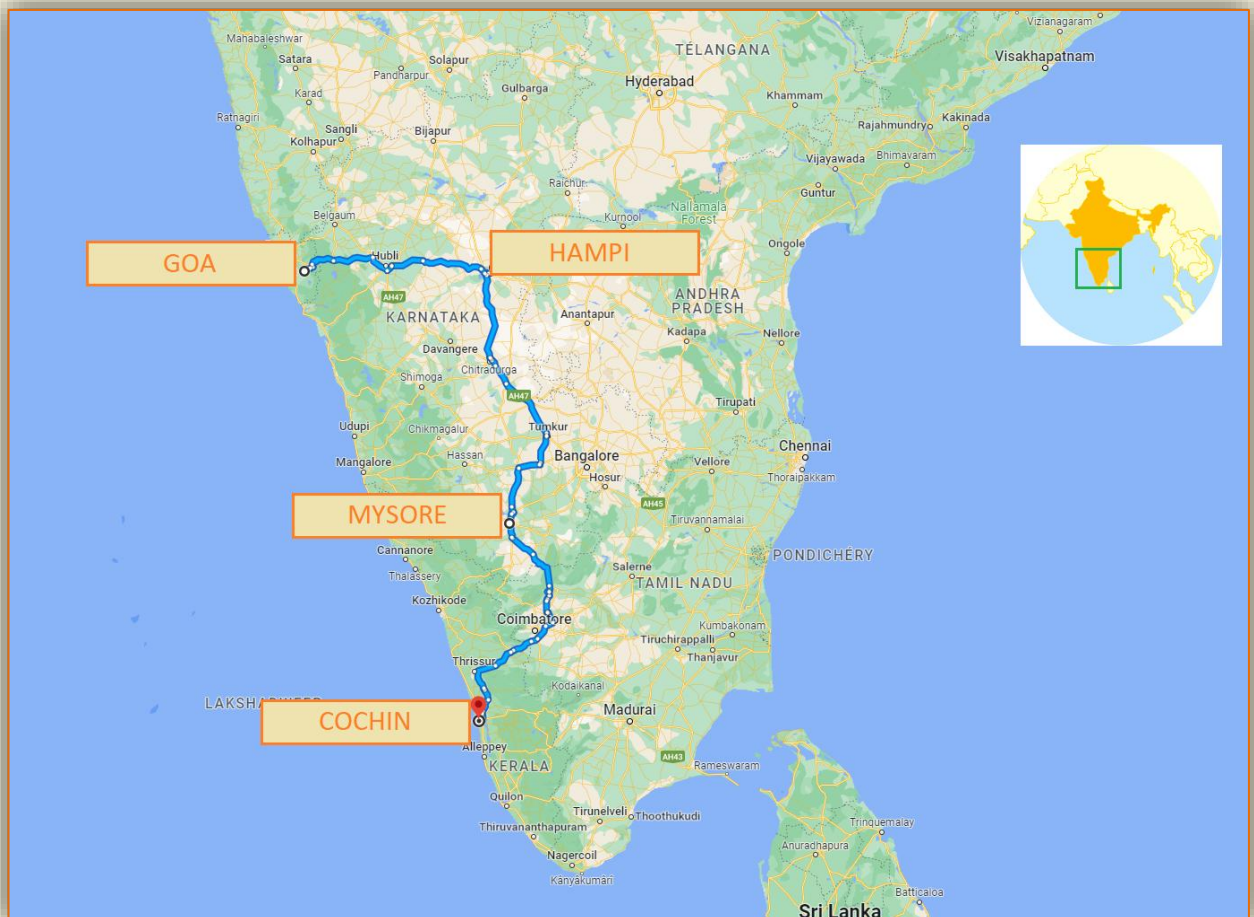 Vizianagaram
Mahabaleshwar
TELANGANA
Satara
Solapur
Visakhapatnam
Pandharpur
Hyderabad
Gulbarga
Karad
Khammam
Ratnagiri
Sangli
Bijapur
Rajahmundry
Kakinada
Kolhapur
Vijayawada
Bhimavaram
Raichur
Guntur
Nallamala
Forest
Belgaum
Kurnool
Ongole
GOA
Hubli
HAMPI
AH47
ANDHRA
PRADESH
KARNATAKA
Anantapur
Kadapa
Nellore
Davangere
Chitradurga
Shimoga
AH47
Tirupati
Udupi
Chikmagalur
Tumkur
Chennai
Hassan
Bangalore
Mangalore
Vellore
Hosur
Thoraipakkam
AH45
MYSORE
Tiruvannamalai
Cannanore
PONDICHÉRY
Thalassery
Salerne
TAMIL NADU
Kozhikode
Coimbatore
Kumbakonam
Tiruchirappalli
Thanjavur
Thrissur
Kodaikanal
COCHIN
Madurai
Alleppey
KERALA
AH43
Rameswaram
Quilon
Tirunelveli
Thoothukudi
Thiruvananthapuram
Trinquemalay
Anuradhapura
Nagercoil
Kânyâkumârî
Batticaloa
Sri Lanka